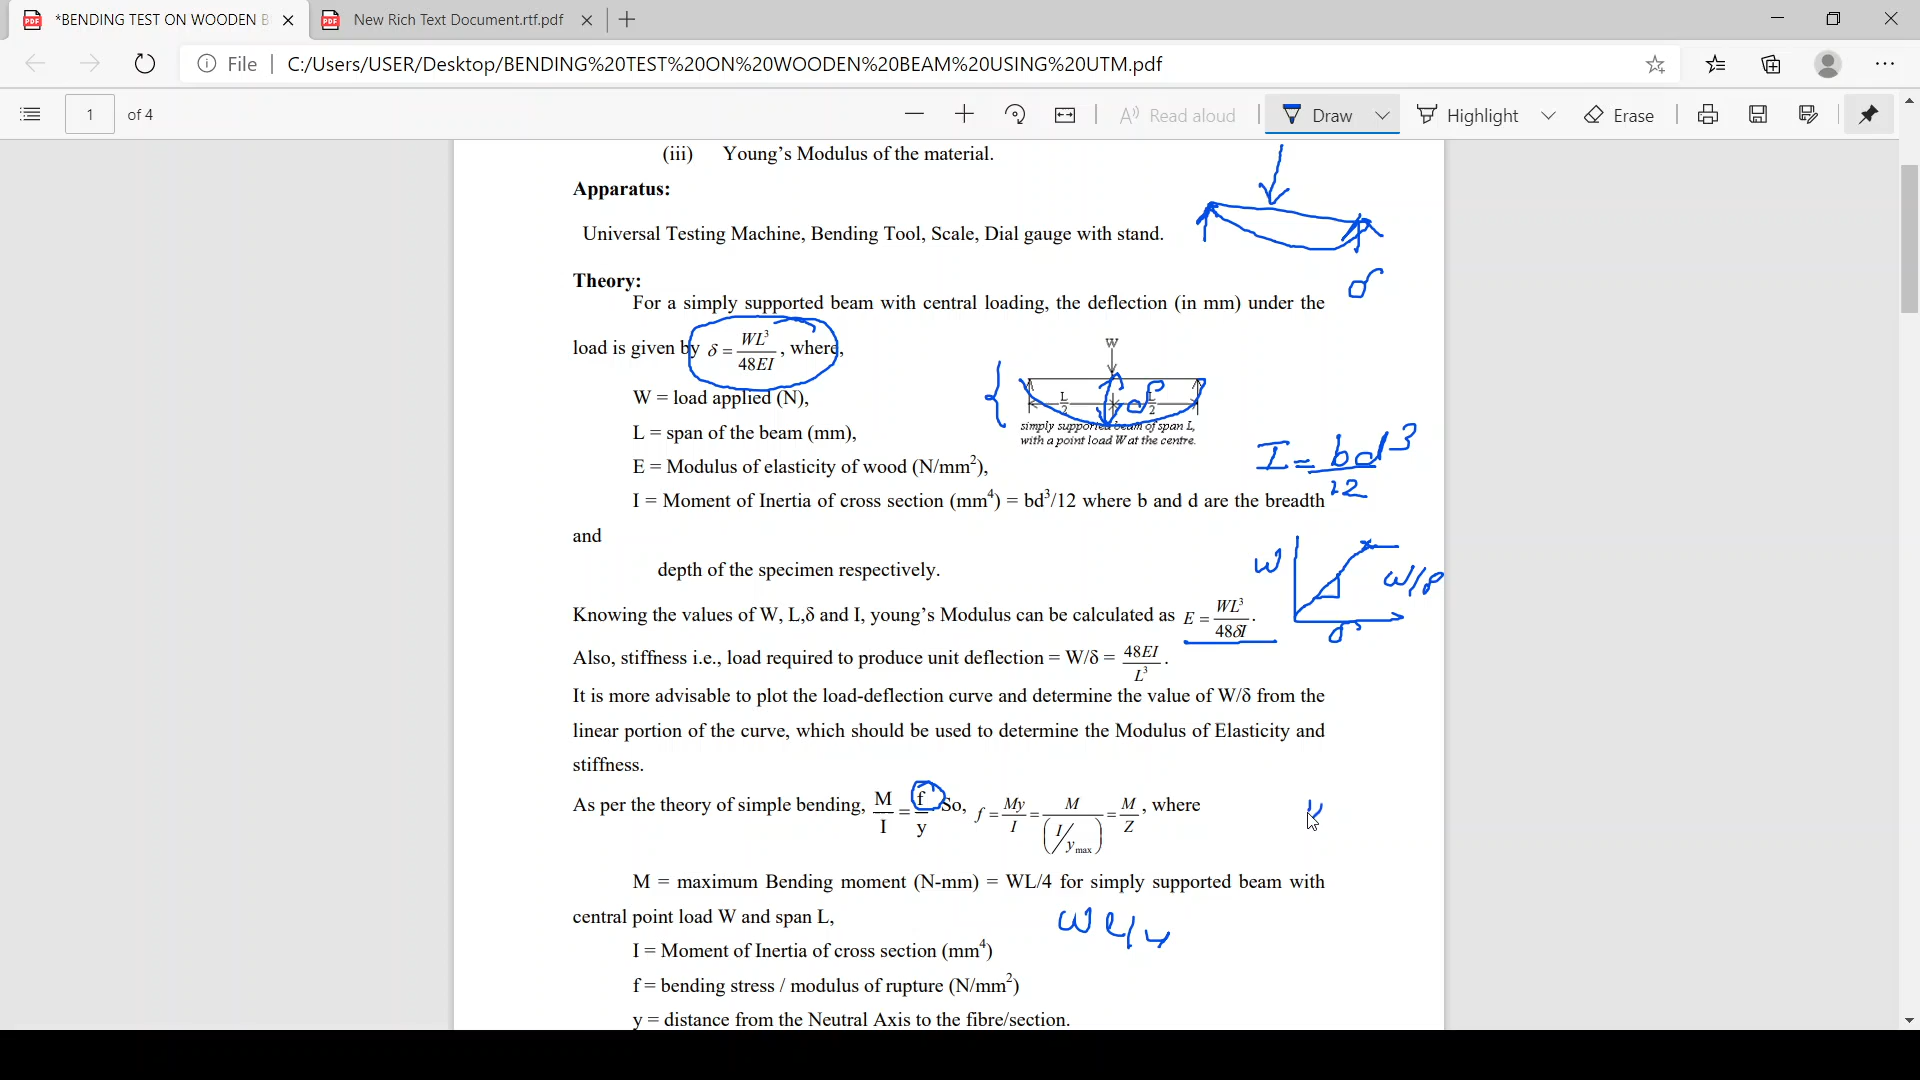 *BENDING TEST ON WOODEN B
New Rich Text Document.rtf.pdf
File | C:/Users/USER/Desktop/BENDING%20TEST%20ON%20WOODEN%20BEAM%20USING%20UTM.pdf
1 of 4
Read aloud Draw Highlight Erase
(iii) Young's Modulus of the material.
Apparatus:
Universal Testing Machine, Bending Tool, Scale, Dial gauge with stand.
Theory:
For a simply supported beam with central loading, the deflection (in mm) under the
δ
load is given by δ = WL³/48EI, where,
W
W = load applied (N),
L/2 δ L/2
simply supported beam of span L,
with a point load W at the centre.
L = span of the beam (mm),
I = bd³/12
E = Modulus of elasticity of wood (N/mm²),
I = Moment of Inertia of cross section (mm⁴) = bd³/12 where b and d are the breadth
and
depth of the specimen respectively.
W W/δ
δ
Knowing the values of W, L,δ and I, young's Modulus can be calculated as E = WL³/48δI.
Also, stiffness i.e., load required to produce unit deflection = W/δ = 48EI/L³.
It is more advisable to plot the load-deflection curve and determine the value of W/δ from the
linear portion of the curve, which should be used to determine the Modulus of Elasticity and
stiffness.
As per the theory of simple bending, M/I = f/y So, f = My/I = M/(I/y max) = M/Z, where
M = maximum Bending moment (N-mm) = WL/4 for simply supported beam with
central point load W and span L,
Wl/4
I = Moment of Inertia of cross section (mm⁴)
f = bending stress / modulus of rupture (N/mm²)
y = distance from the Neutral Axis to the fibre/section.